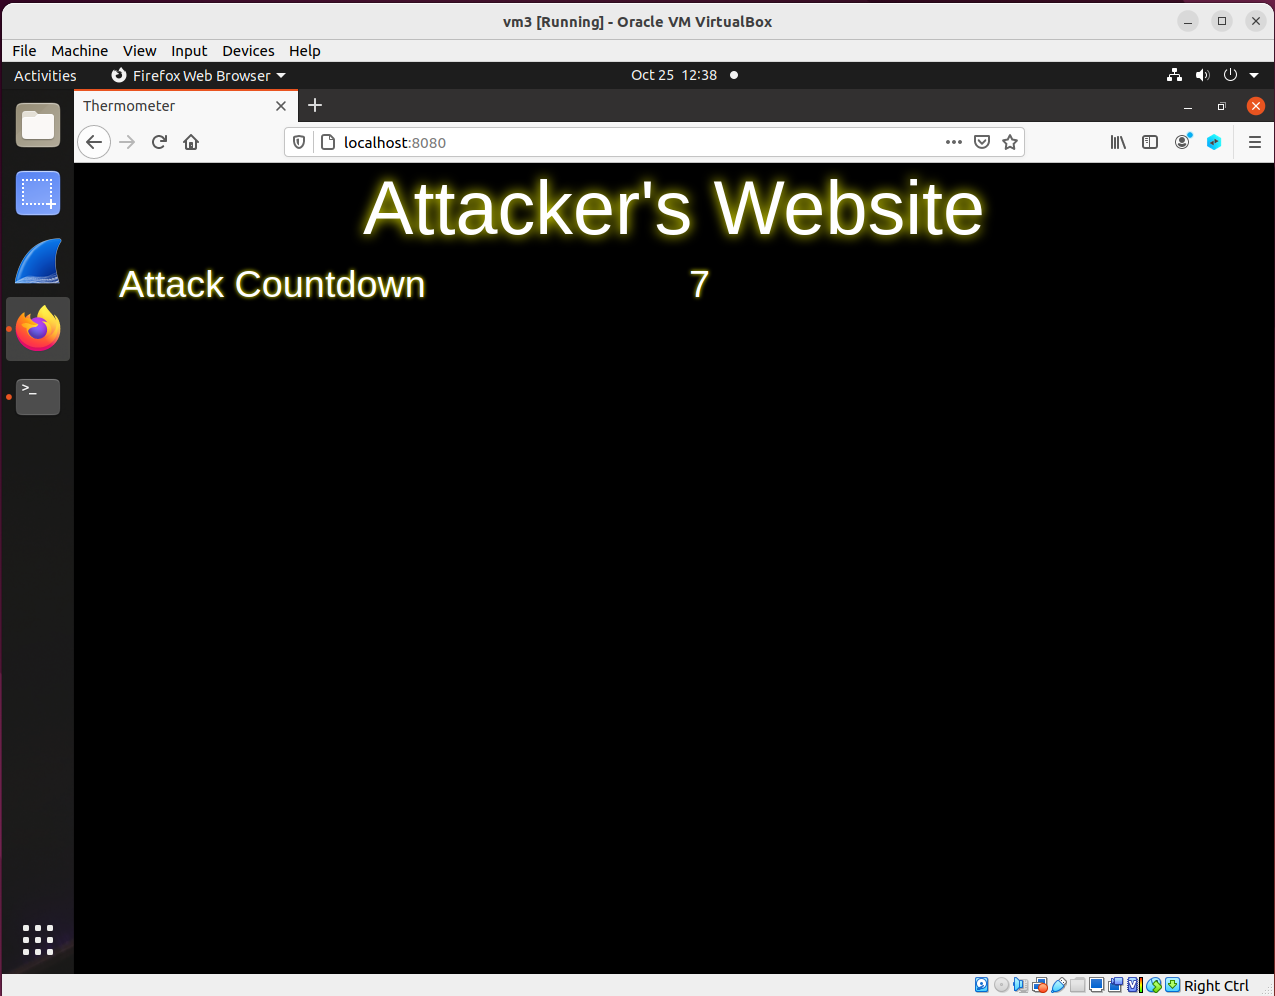 vm3 [Running] - Oracle VM VirtualBox
File Machine View Input Devices Help
Activities Firefox Web Browser Oct 25 12:38
Thermometer
localhost:8080
Attacker's Website
Attack Countdown 7
>_
Right Ctrl